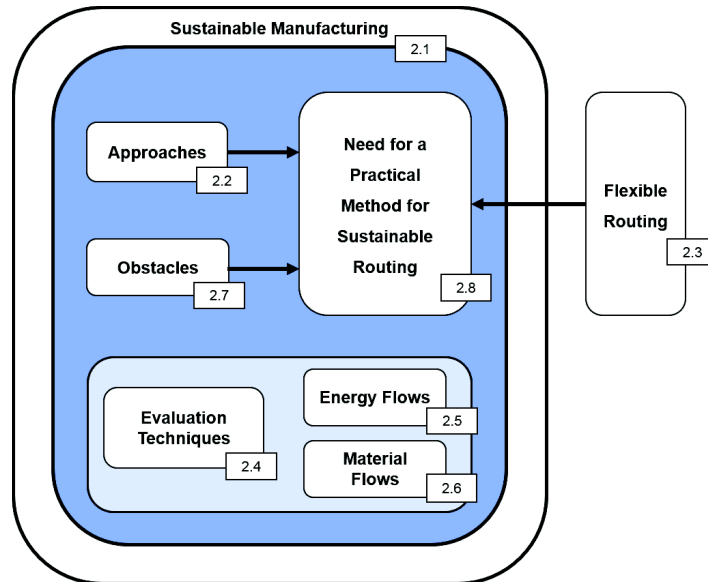 Sustainable Manufacturing
2.1
Approaches
2.2
Obstacles
2.7
Need for a
Practical
Method for
Sustainable
Routing
2.8
Flexible
Routing
2.3
Evaluation
Techniques
2.4
Energy Flows
2.5
Material
Flows
2.6